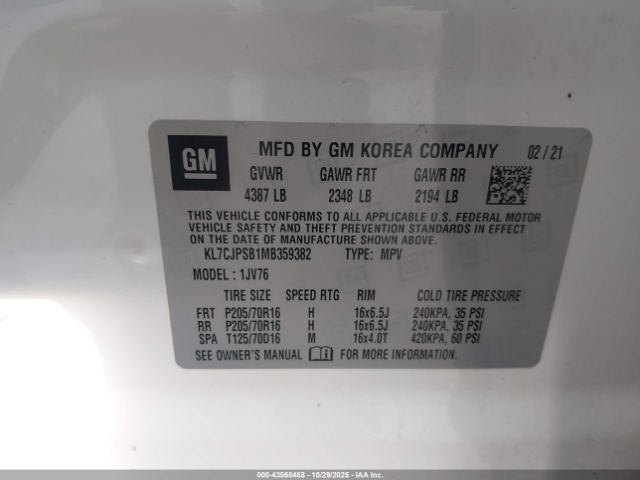 GM MFD BY GM KOREA COMPANY 02/21
GVWR GAWR FRT GAWR RR
4387 LB 2348 LB 2194 LB
THIS VEHICLE CONFORMS TO ALL APPLICABLE U.S. FEDERAL MOTOR
VEHICLE SAFETY AND THEFT PREVENTION STANDARDS IN EFFECT
ON THE DATE OF MANUFACTURE SHOWN ABOVE.
KL7CJPSB1MB359382 TYPE: MPV
MODEL: 1JV76
TIRE SIZE SPEED RTG RIM COLD TIRE PRESSURE
FRT P205/70R16 H 16x6.5J 240KPA, 35 PSI
RR P205/70R16 H 16x6.5J 240KPA, 35 PSI
SPA T125/70D16 M 16x4.0T 420KPA, 60 PSI
SEE OWNER'S MANUAL FOR MORE INFORMATION.
000-43568488 | 10/29/2025 | COPART/IAA